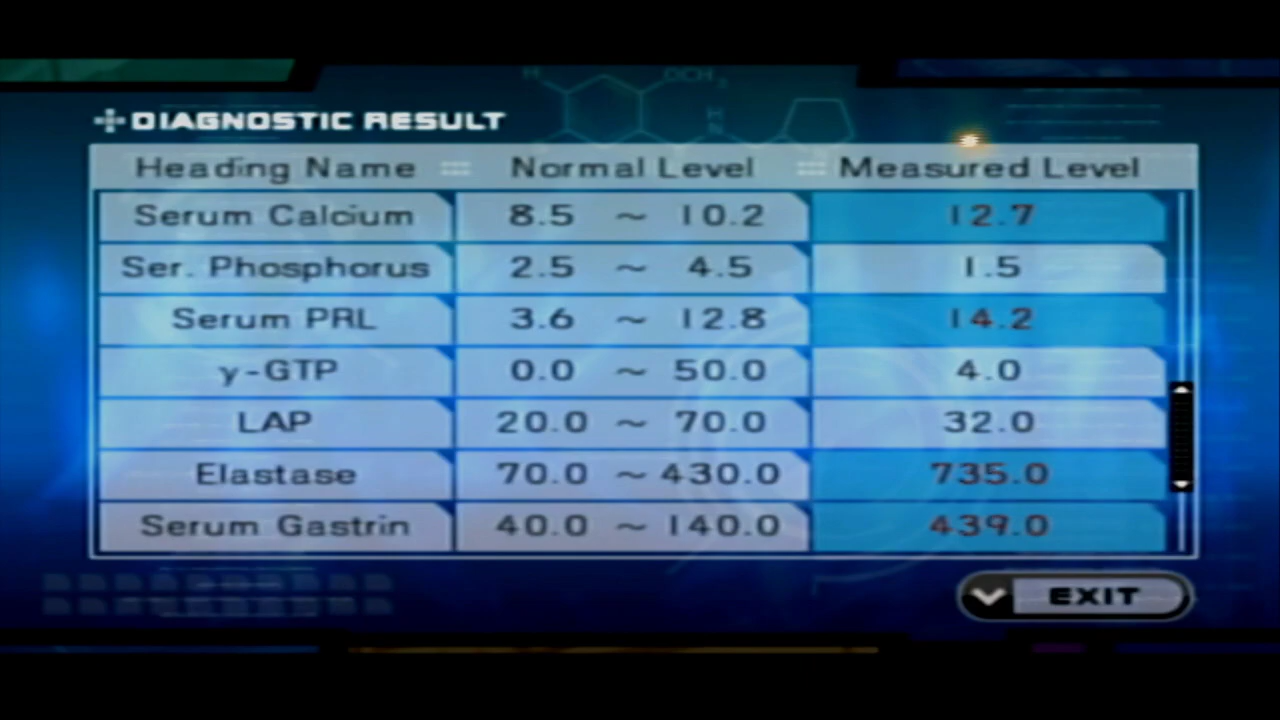 DIAGNOSTIC RESULT
Heading Name :: Normal Level :: Measured Level
Serum Calcium 8.5 ~ 10.2 12.7
Ser. Phosphorus 2.5 ~ 4.5 1.5
Serum PRL 3.6 ~ 12.8 14.2
γ-GTP 0.0 ~ 50.0 4.0
LAP 20.0 ~ 70.0 32.0
Elastase 70.0 ~ 430.0 735.0
Serum Gastrin 40.0 ~ 140.0 439.0
EXIT